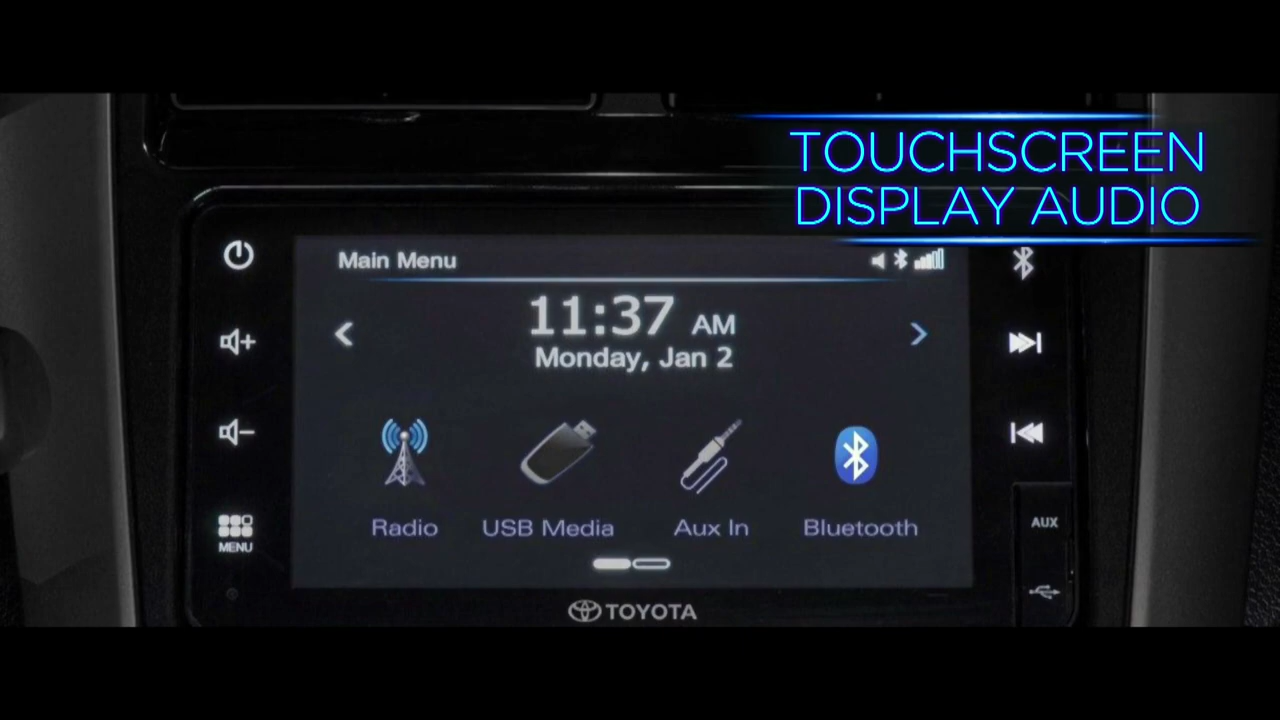 TOUCHSCREEN
DISPLAY AUDIO
Main Menu
11:37 AM
Monday, Jan 2
Radio
USB Media
Aux In
Bluetooth
MENU
AUX
TOYOTA